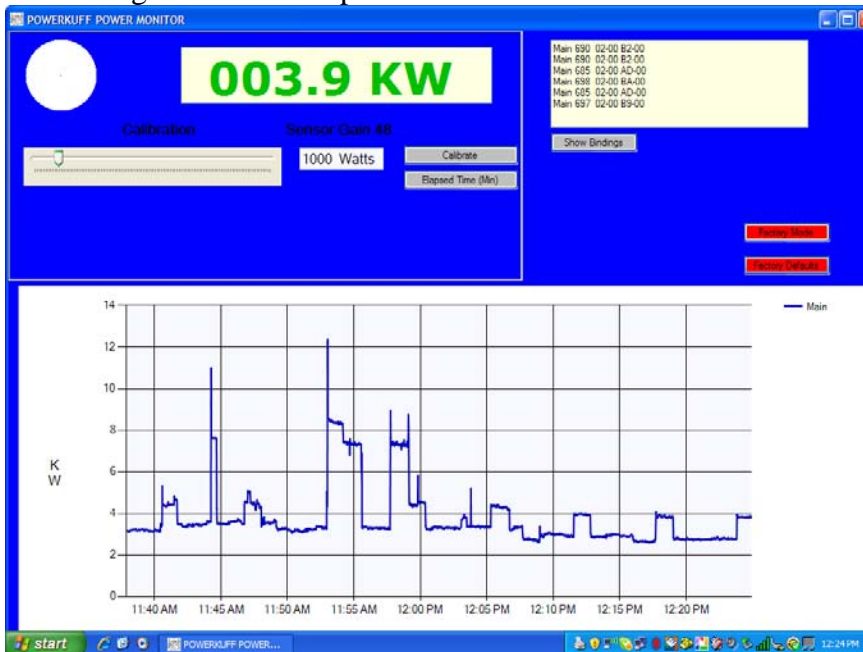 POWERKUFF POWER MONITOR
003.9 KW
Calibration
Sensor Gain 48
1000 Watts
Calibrate
Elapsed Time (Min)
Main 690 02-00 B2-00
Main 690 02-00 B2-00
Main 685 02-00 AD-00
Main 698 02-00 BA-00
Main 685 02-00 AD-00
Main 697 02-00 B9-00
Show Bindings
Factory Mode
Factory Defaults
Main
14
12
10
8
6
4
2
0
K
W
11:40 AM 11:45 AM 11:50 AM 11:55 AM 12:00 PM 12:05 PM 12:10 PM 12:15 PM 12:20 PM
start
POWERKUFF POWER...
12:24 PM